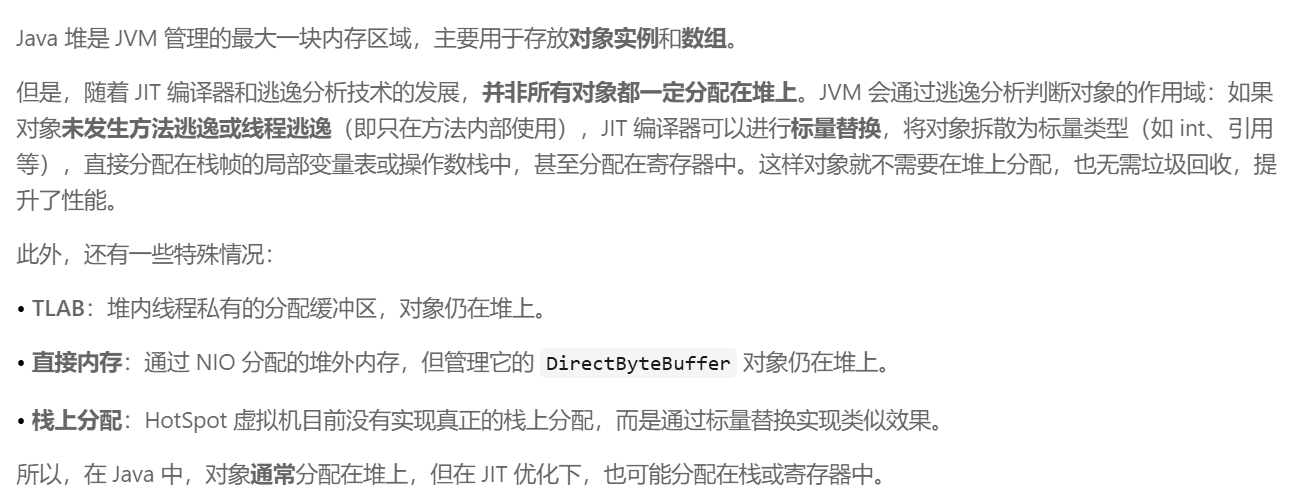 Java 堆是 JVM 管理的最大一块内存区域，主要用于存放对象实例和数组。
但是，随着 JIT 编译器和逃逸分析技术的发展，并非所有对象都一定分配在堆上。JVM 会通过逃逸分析判断对象的作用域：如果
对象未发生方法逃逸或线程逃逸（即只在方法内部使用），JIT 编译器可以进行标量替换，将对象拆散为标量类型（如 int、引用
等），直接分配在栈帧的局部变量表或操作数栈中，甚至分配在寄存器中。这样对象就不需要在堆上分配，也无需垃圾回收，提
升了性能。
此外，还有一些特殊情况：
• TLAB：堆内线程私有的分配缓冲区，对象仍在堆上。
• 直接内存：通过 NIO 分配的堆外内存，但管理它的 DirectByteBuffer 对象仍在堆上。
• 栈上分配：HotSpot 虚拟机目前没有实现真正的栈上分配，而是通过标量替换实现类似效果。
所以，在 Java 中，对象通常分配在堆上，但在 JIT 优化下，也可能分配在栈或寄存器中。